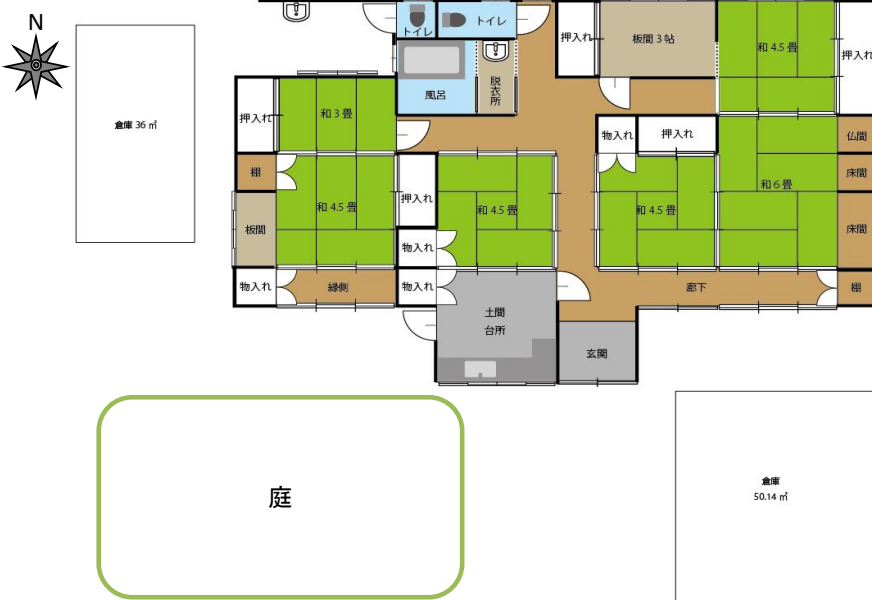 N
トイレ
トイレ
押入れ
板間 3 帖
和 4.5 畳
押入れ
風呂
脱衣所
倉庫 36 ㎡
押入れ
和 3 畳
物入れ
押入れ
仏間
棚
和 4.5 畳
押入れ
和 4.5 畳
和 4.5 畳
和 6 畳
床間
板間
物入れ
床間
物入れ
縁側
物入れ
廊下
棚
土間
台所
玄関
庭
倉庫
50.14 ㎡